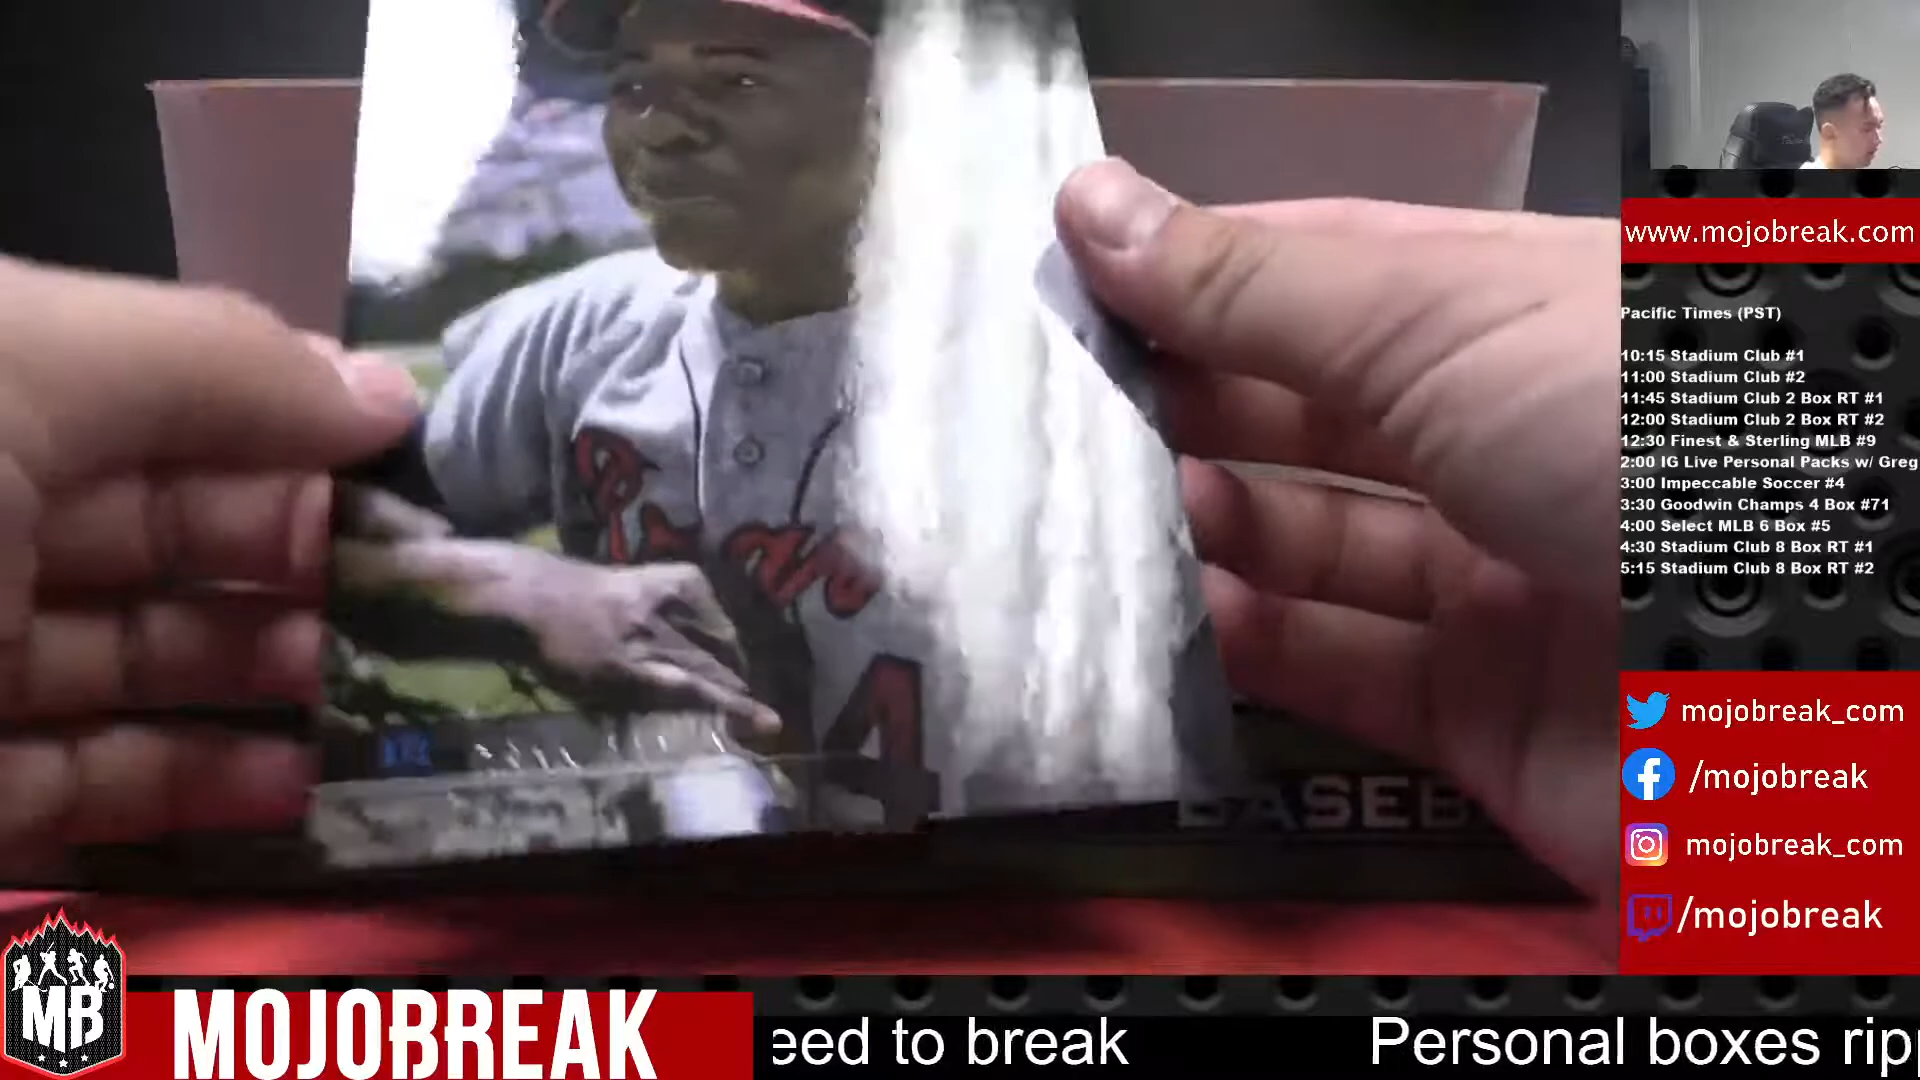 www.mojobreak.com
Pacific Times (PST)
10:15 Stadium Club #1
11:00 Stadium Club #2
11:45 Stadium Club 2 Box RT #1
12:00 Stadium Club 2 Box RT #2
12:30 Finest & Sterling MLB #9
2:00 IG Live Personal Packs w/ Greg
3:00 Impeccable Soccer #4
3:30 Goodwin Champs 4 Box #71
4:00 Select MLB 6 Box #5
4:30 Stadium Club 8 Box RT #1
5:15 Stadium Club 8 Box RT #2
4
BASEB
mojobreak_com
/mojobreak
mojobreak_com
/mojobreak
MB
MOJOBREAK
eed to break
Personal boxes rip